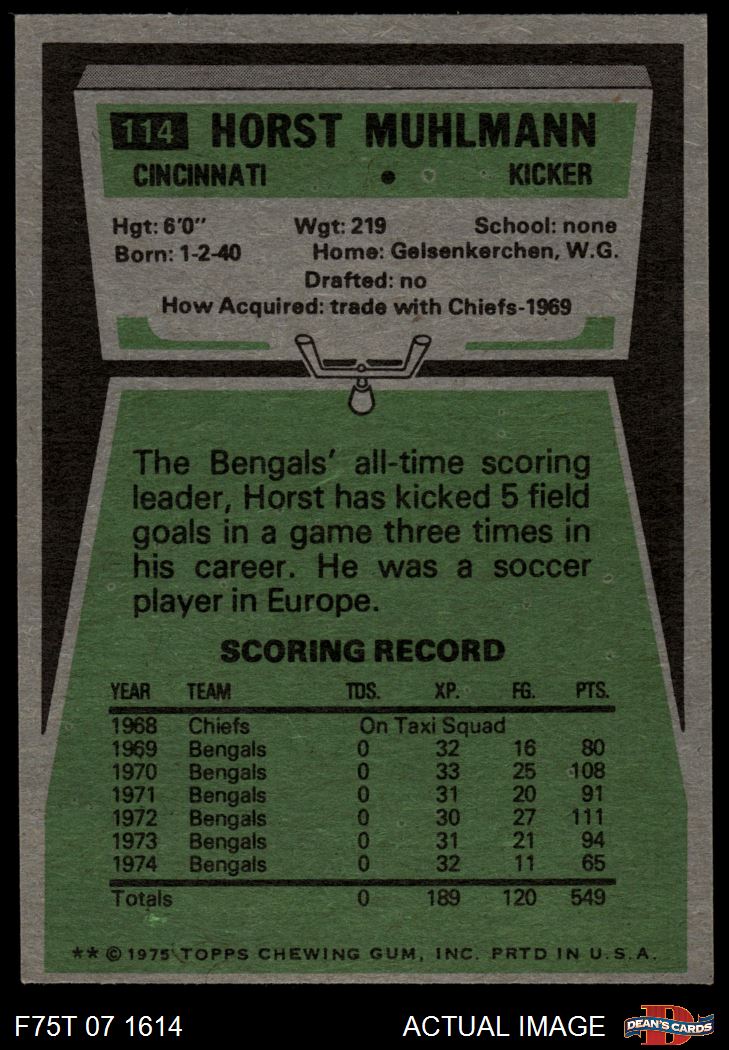 114 HORST MUHLMANN
CINCINNATI • KICKER
Hgt: 6'0" Wgt: 219 School: none
Born: 1-2-40 Home: Gelsenkerchen, W.G.
Drafted: no
How Acquired: trade with Chiefs-1969
The Bengals' all-time scoring
leader, Horst has kicked 5 field
goals in a game three times in
his career. He was a soccer
player in Europe.
SCORING RECORD
YEAR TEAM TDS. XP. FG. PTS.
1968 Chiefs On Taxi Squad
1969 Bengals 0 32 16 80
1970 Bengals 0 33 25 108
1971 Bengals 0 31 20 91
1972 Bengals 0 30 27 111
1973 Bengals 0 31 21 94
1974 Bengals 0 32 11 65
Totals 0 189 120 549
** © 1975 TOPPS CHEWING GUM, INC. PRTD IN U.S.A.
F75T 07 1614 ACTUAL IMAGE D DEAN'S CARDS